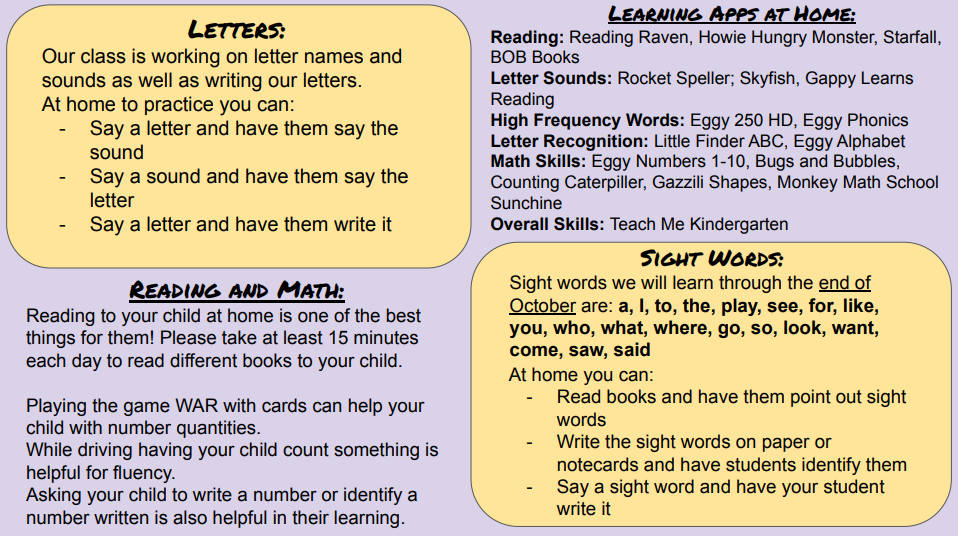 LETTERS:
Our class is working on letter names and
sounds as well as writing our letters.
At home to practice you can:
- Say a letter and have them say the
sound
- Say a sound and have them say the
letter
- Say a letter and have them write it
READING AND MATH:
Reading to your child at home is one of the best
things for them! Please take at least 15 minutes
each day to read different books to your child.
Playing the game WAR with cards can help your
child with number quantities.
While driving having your child count something is
helpful for fluency.
Asking your child to write a number or identify a
number written is also helpful in their learning.
LEARNING APPS AT HOME:
Reading: Reading Raven, Howie Hungry Monster, Starfall,
BOB Books
Letter Sounds: Rocket Speller; Skyfish, Gappy Learns
Reading
High Frequency Words: Eggy 250 HD, Eggy Phonics
Letter Recognition: Little Finder ABC, Eggy Alphabet
Math Skills: Eggy Numbers 1-10, Bugs and Bubbles,
Counting Caterpiller, Gazzili Shapes, Monkey Math School
Sunchine
Overall Skills: Teach Me Kindergarten
SIGHT WORDS:
Sight words we will learn through the end of
October are: a, I, to, the, play, see, for, like,
you, who, what, where, go, so, look, want,
come, saw, said
At home you can:
- Read books and have them point out sight
words
- Write the sight words on paper or
notecards and have students identify them
- Say a sight word and have your student
write it